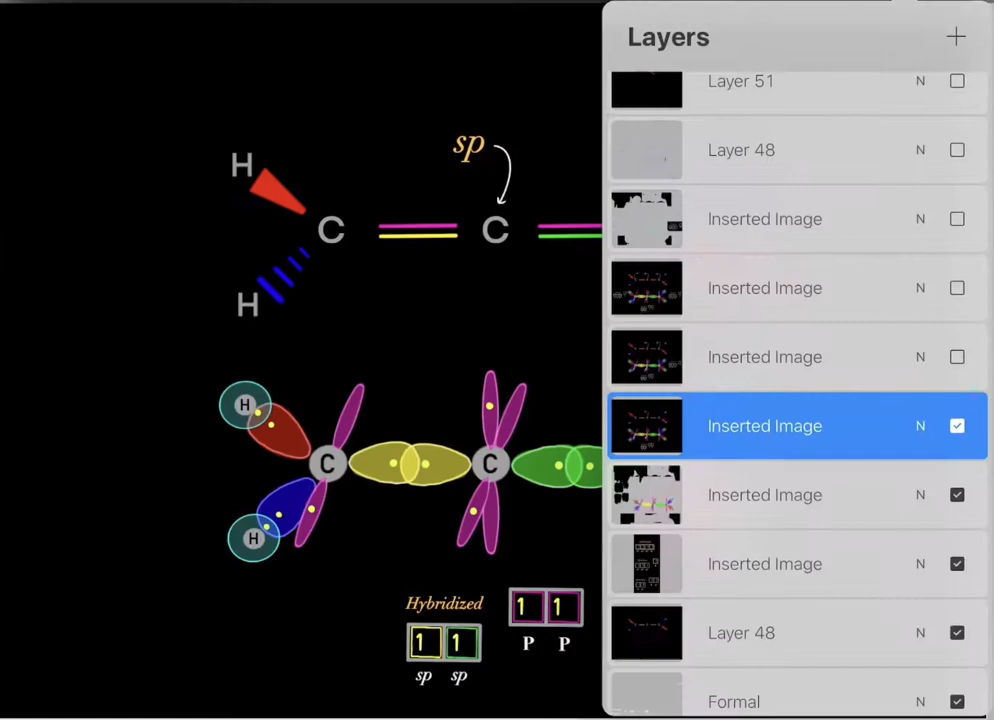 Layers +
Layer 51 N
Layer 48 N
Inserted Image N
Inserted Image N
Inserted Image N
Inserted Image N
Inserted Image N
Inserted Image N
Layer 48 N
Formal N
sp
H
C C
H
H
C C
H
Hybridized
1 1
sp sp
1 1
P P